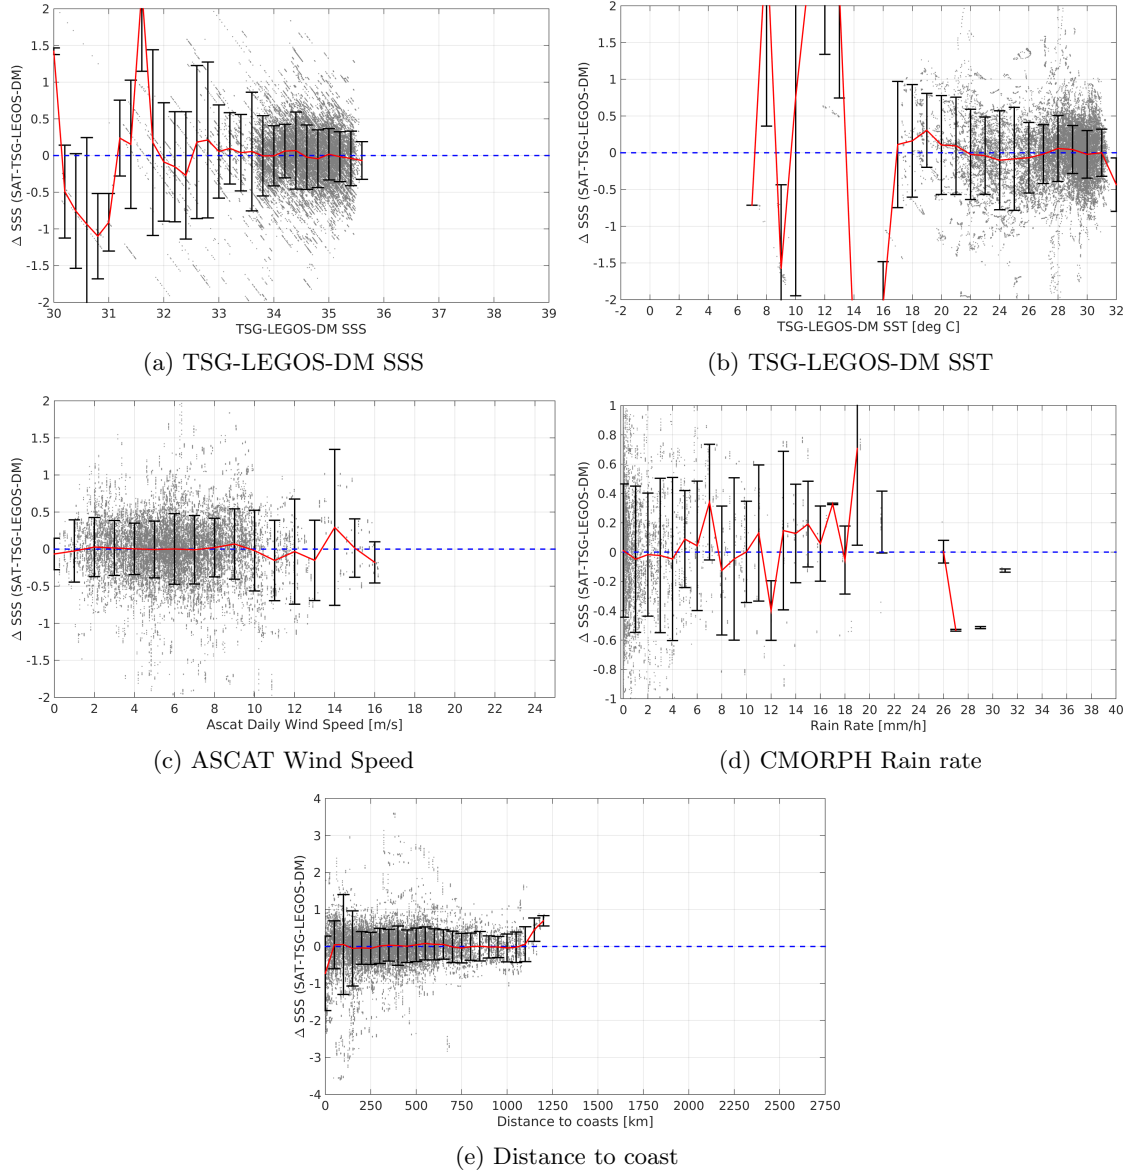 2
1.5
1
0.5
0
-0.5
-1
-1.5
-2
Δ SSS (SAT-TSG-LEGOS-DM)
30 31 32 33 34 35 36 37 38 39
TSG-LEGOS-DM SSS
(a) TSG-LEGOS-DM SSS
2
1.5
1
0.5
0
-0.5
-1
-1.5
-2
Δ SSS (SAT-TSG-LEGOS-DM)
-2 0 2 4 6 8 10 12 14 16 18 20 22 24 26 28 30 32
TSG-LEGOS-DM SST [deg C]
(b) TSG-LEGOS-DM SST
2
1.5
1
0.5
0
-0.5
-1
-1.5
-2
Δ SSS (SAT-TSG-LEGOS-DM)
0 2 4 6 8 10 12 14 16 18 20 22 24
Ascat Daily Wind Speed [m/s]
(c) ASCAT Wind Speed
1
0.8
0.6
0.4
0.2
0
-0.2
-0.4
-0.6
-0.8
-1
Δ SSS (SAT-TSG-LEGOS-DM)
0 2 4 6 8 10 12 14 16 18 20 22 24 26 28 30 32 34 36 38 40
Rain Rate [mm/h]
(d) CMORPH Rain rate
4
3
2
1
0
-1
-2
-3
-4
Δ SSS (SAT-TSG-LEGOS-DM)
0 250 500 750 1000 1250 1500 1750 2000 2250 2500 2750
Distance to coasts [km]
(e) Distance to coast